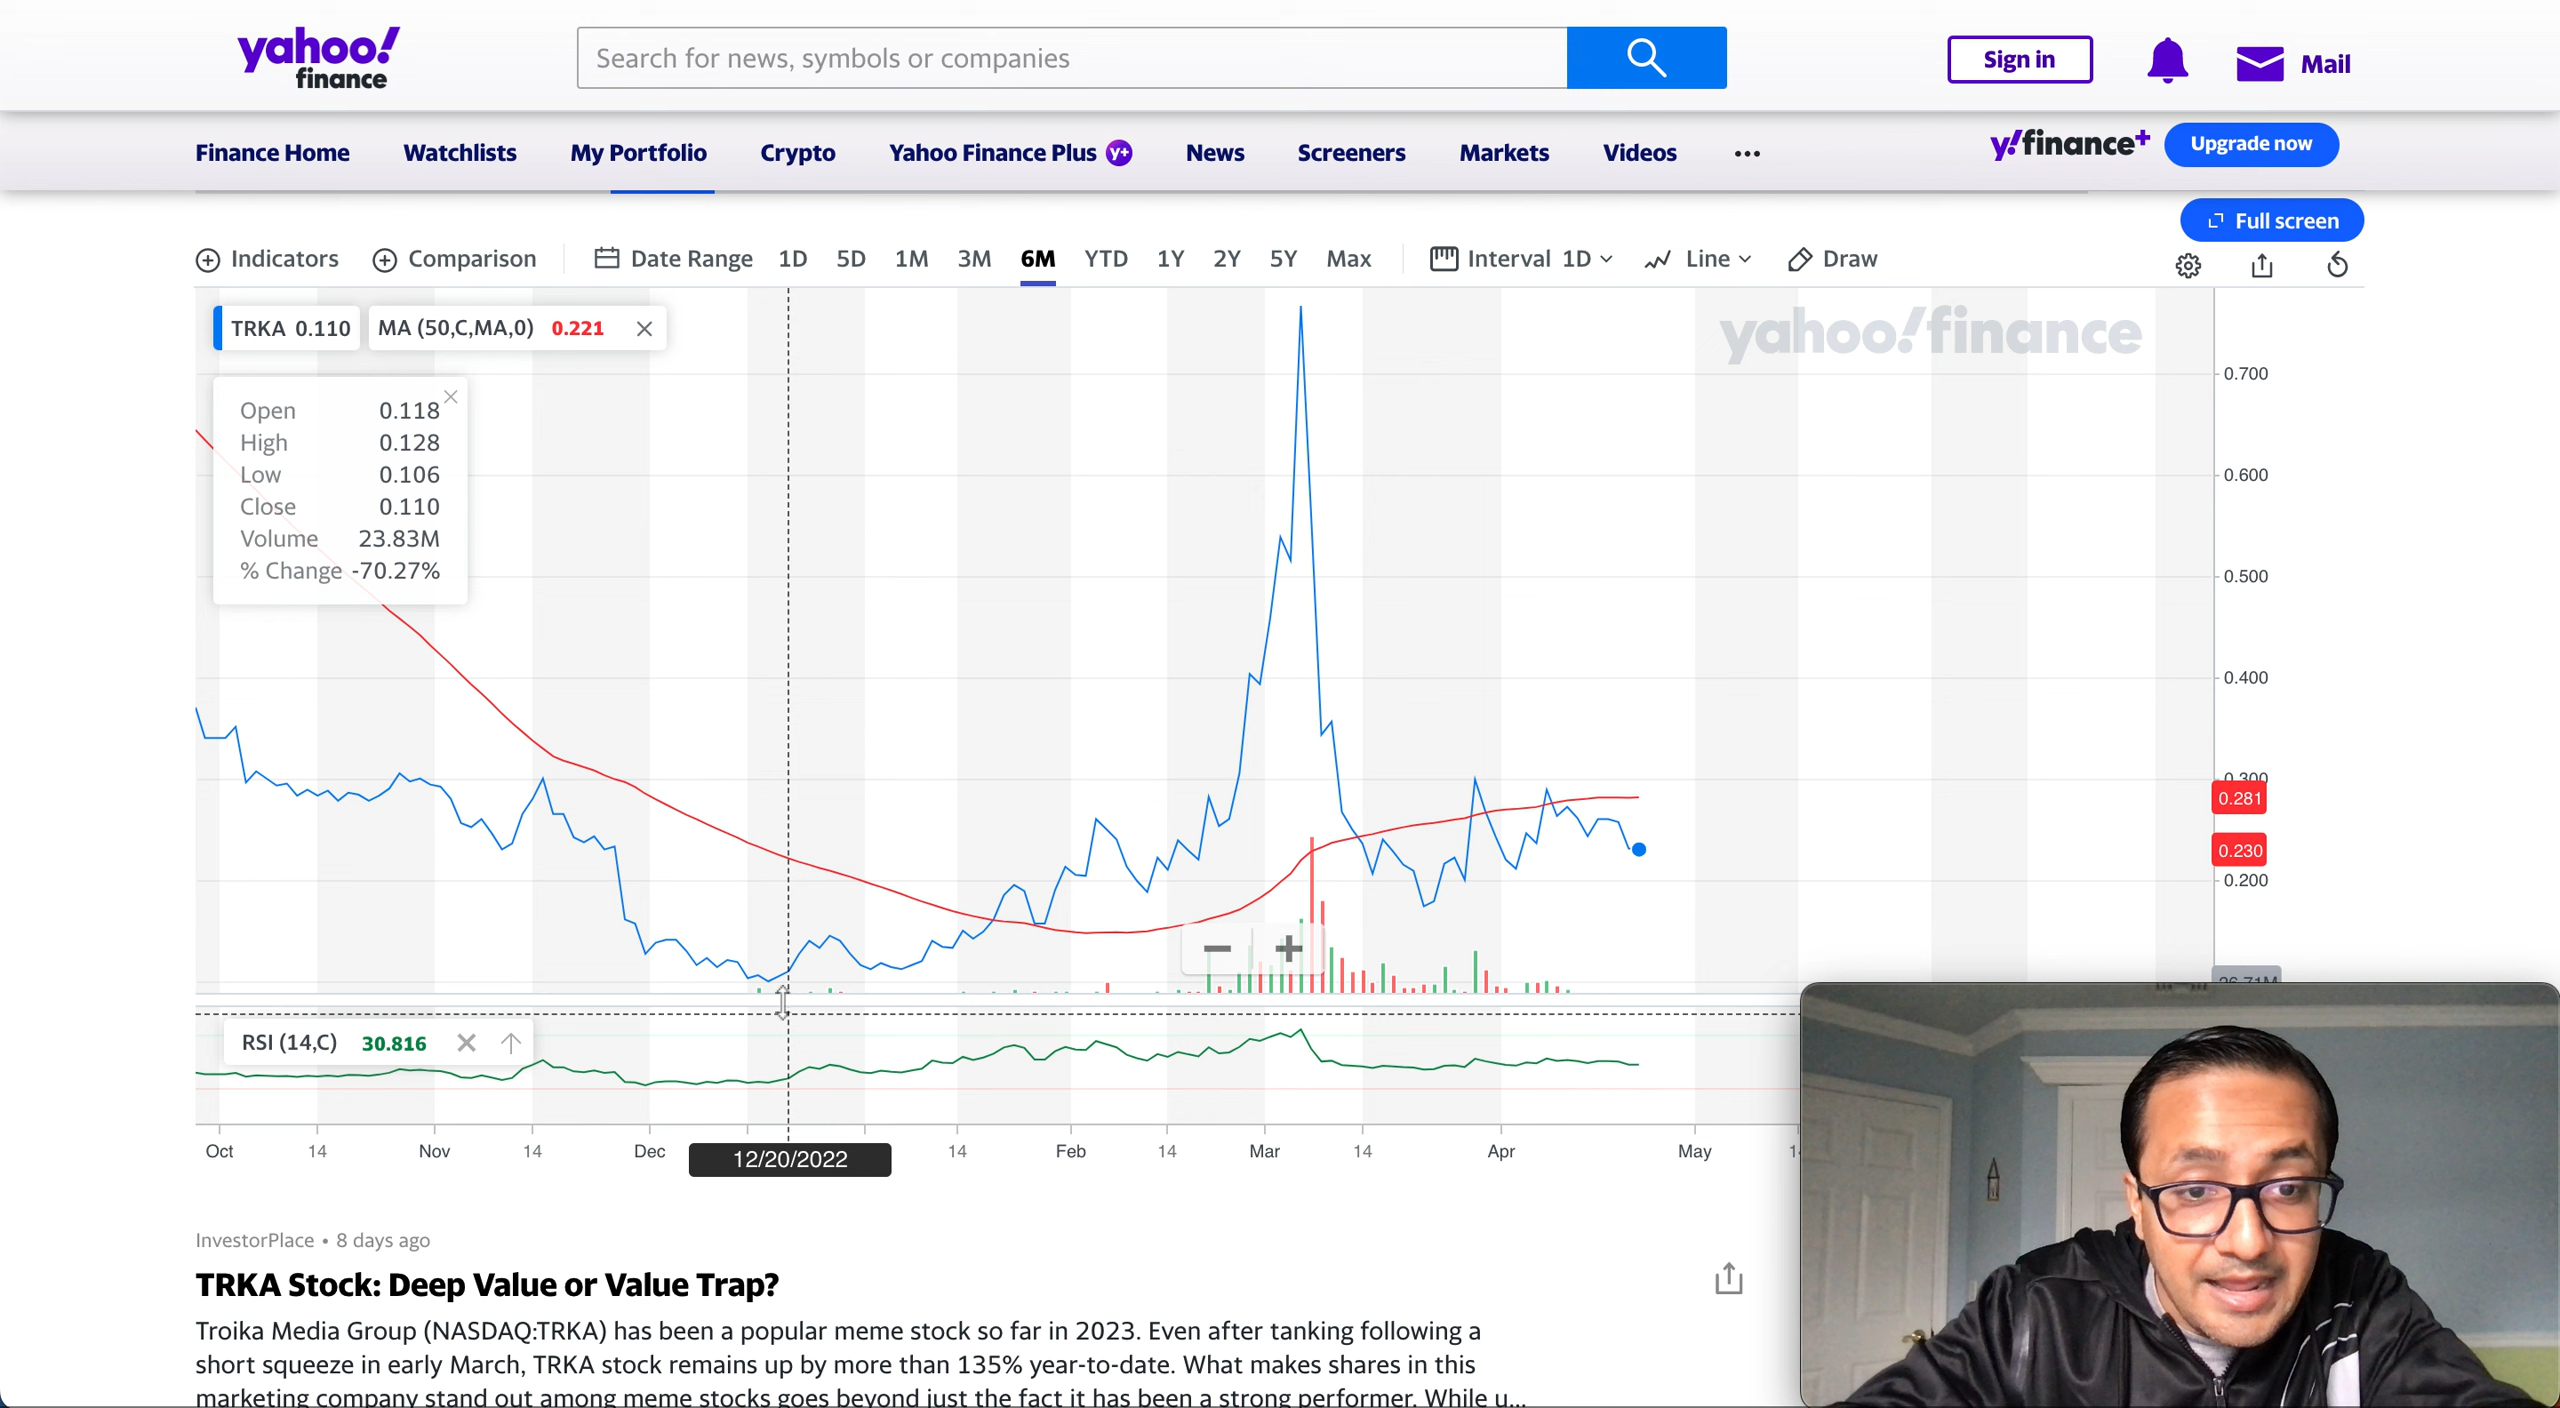 yahoo!
finance
Search for news, symbols or companies
Sign in
Mail
Finance Home Watchlists My Portfolio Crypto Yahoo Finance Plus y+ News Screeners Markets Videos ...
y!finance+ Upgrade now
Full screen
Indicators Comparison Date Range 1D 5D 1M 3M 6M YTD 1Y 2Y 5Y Max Interval 1D Line Draw
TRKA 0.110 MA (50,C,MA,0) 0.221
yahoo!finance
Open 0.118
High 0.128
Low 0.106
Close 0.110
Volume 23.83M
% Change -70.27%
0.700
0.600
0.500
0.400
0.300
0.281
0.230
0.200
RSI (14,C) 30.816
Oct 14 Nov 14 Dec 12/20/2022 14 Feb 14 Mar 14 Apr May
InvestorPlace • 8 days ago
TRKA Stock: Deep Value or Value Trap?
Troika Media Group (NASDAQ:TRKA) has been a popular meme stock so far in 2023. Even after tanking following a
short squeeze in early March, TRKA stock remains up by more than 135% year-to-date. What makes shares in this
marketing company stand out among meme stocks goes beyond just the fact it has been a strong performer. While u...